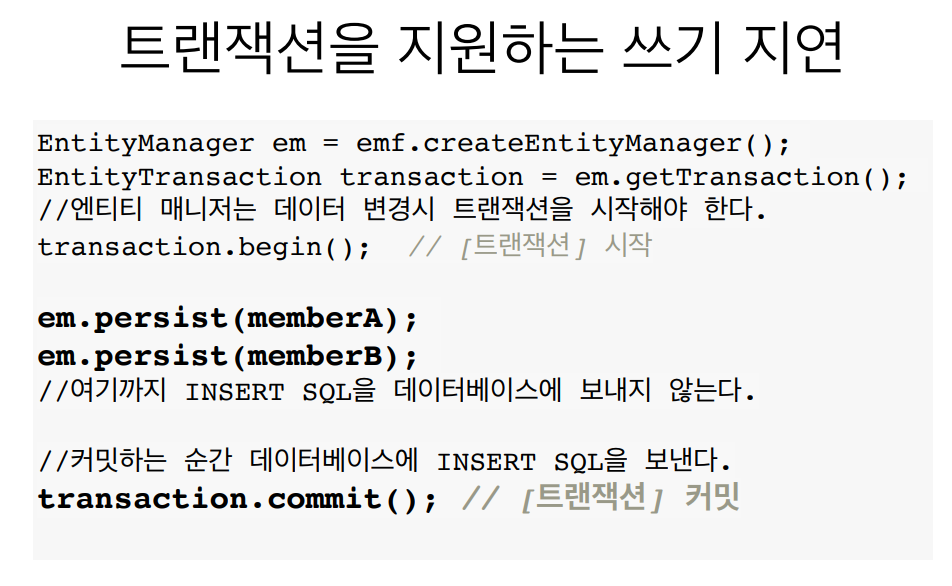 트랜잭션을 지원하는 쓰기 지연
EntityManager em = emf.createEntityManager();
EntityTransaction transaction = em.getTransaction();
//엔티티 매니저는 데이터 변경시 트랜잭션을 시작해야 한다.
transaction.begin(); // [트랜잭션] 시작
em.persist(memberA);
em.persist(memberB);
//여기까지 INSERT SQL을 데이터베이스에 보내지 않는다.
//커밋하는 순간 데이터베이스에 INSERT SQL을 보낸다.
transaction.commit(); // [트랜잭션] 커밋